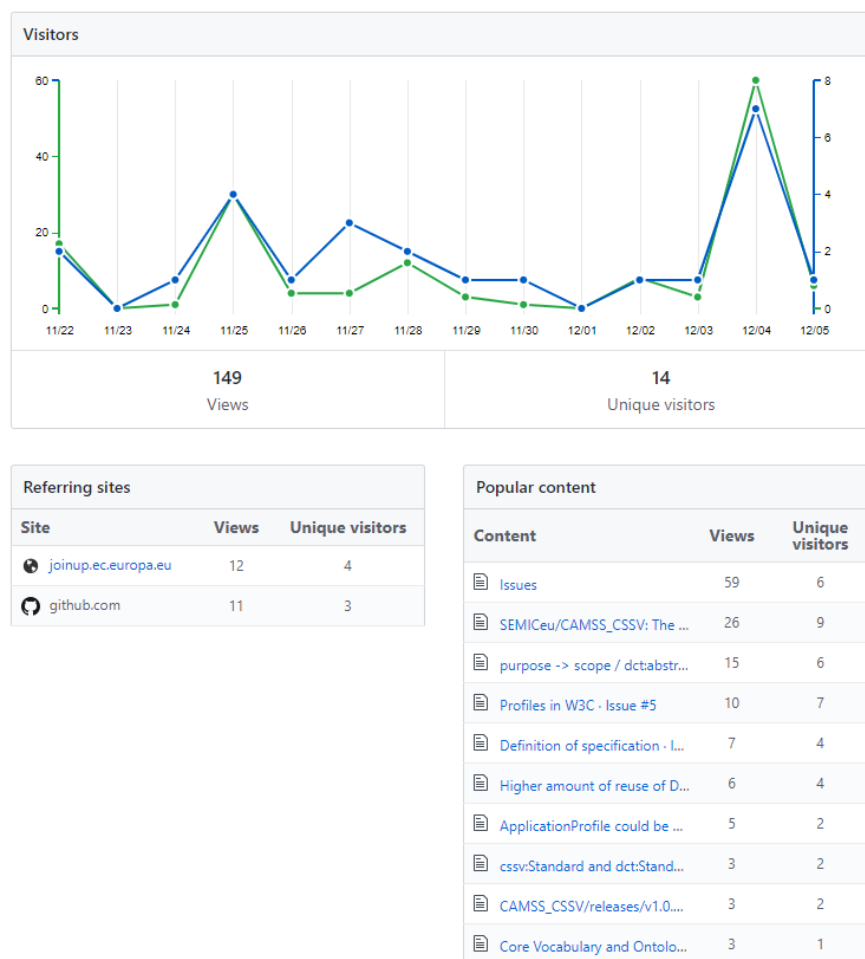 Visitors
60 8
6
40
4
20
2
0 0
11/22 11/23 11/24 11/25 11/26 11/27 11/28 11/29 11/30 12/01 12/02 12/03 12/04 12/05
149 14
Views Unique visitors
Referring sites
Site Views Unique visitors
joinup.ec.europa.eu 12 4
github.com 11 3
Popular content
Content Views Unique visitors
Issues 59 6
SEMICeu/CAMSS_CSSV: The ... 26 9
purpose -> scope / dct:abstr... 15 6
Profiles in W3C · Issue #5 10 7
Definition of specification · I... 7 4
Higher amount of reuse of D... 6 4
ApplicationProfile could be ... 5 2
cssv:Standard and dct:Stand... 3 2
CAMSS_CSSV/releases/v1.0.... 3 2
Core Vocabulary and Ontolo... 3 1